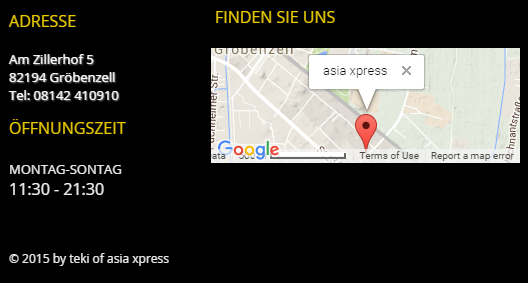 ADRESSE
Am Zillerhof 5
82194 Gröbenzell
Tel: 08142 410910
ÖFFNUNGSZEIT
MONTAG-SONTAG
11:30 - 21:30
© 2015 by teki of asia xpress
FINDEN SIE UNS
Gröbenzell
asia xpress
Google
Terms of Use
Report a map error